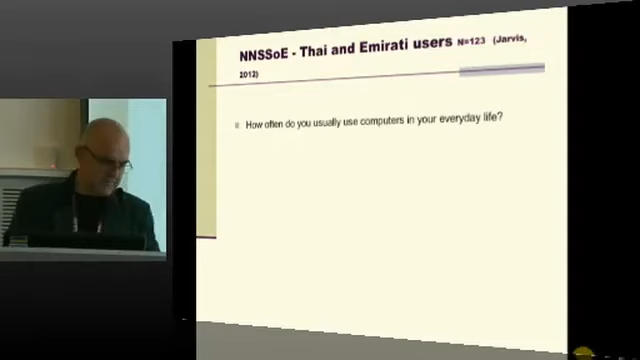 NNSSoE - Thai and Emirati users N=123 (Jarvis,
2012)
How often do you usually use computers in your everyday life?